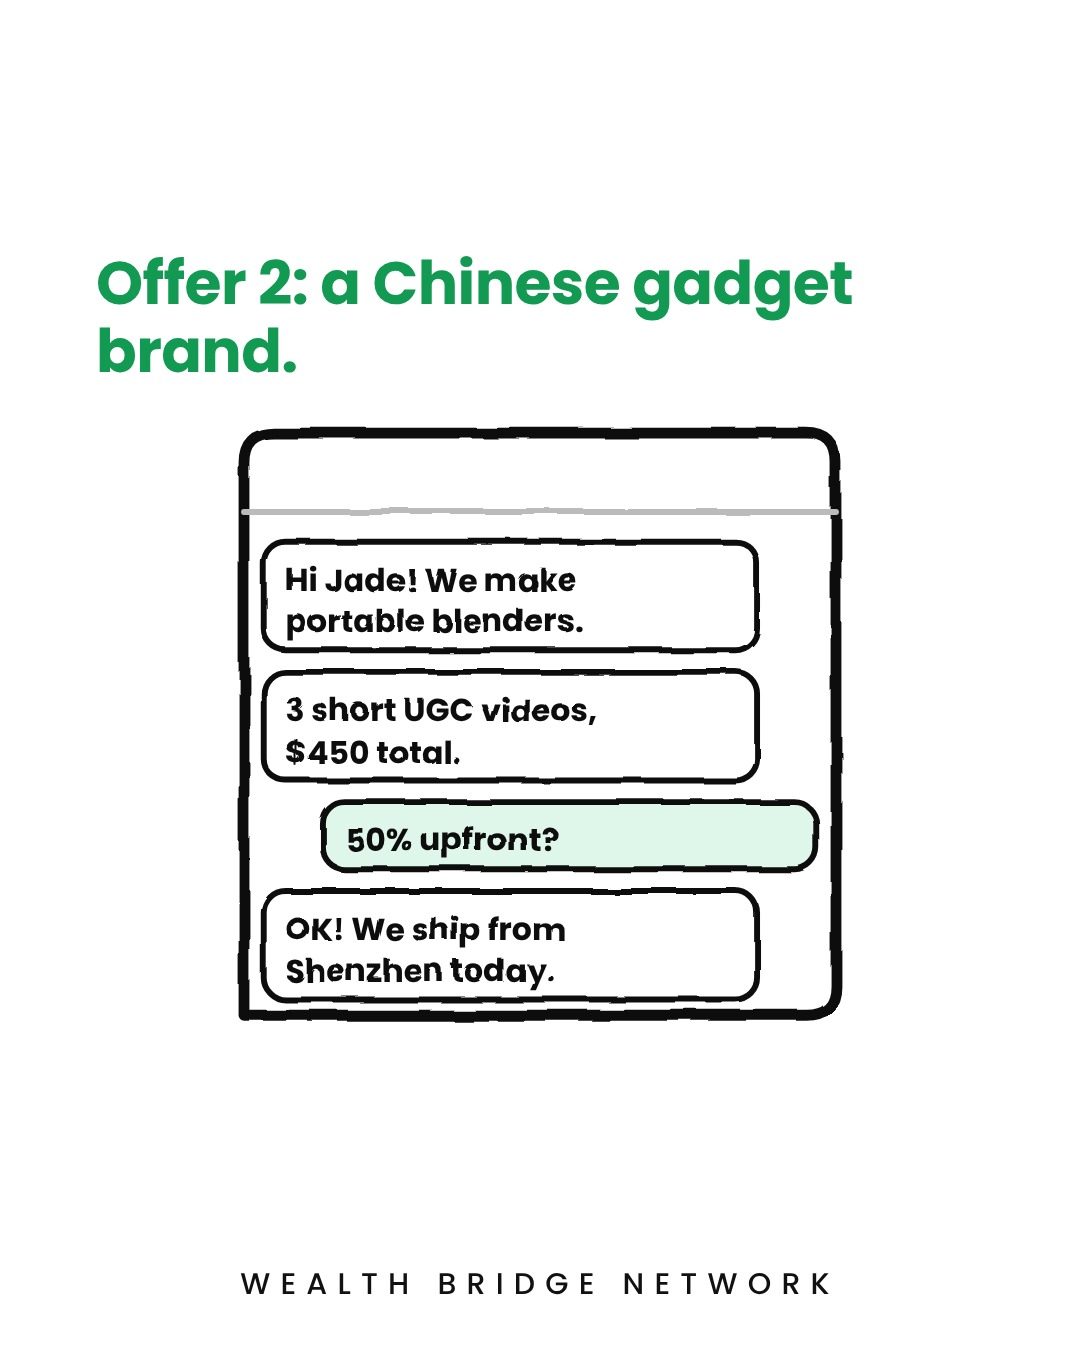 Offer 2: a Chinese gadget
brand.
Hi Jade! We make
portable blenders.
3 short UGC videos,
$450 total.
50% upfront?
OK! We ship from
Shenzhen today.
WEALTH BRIDGE NETWORK